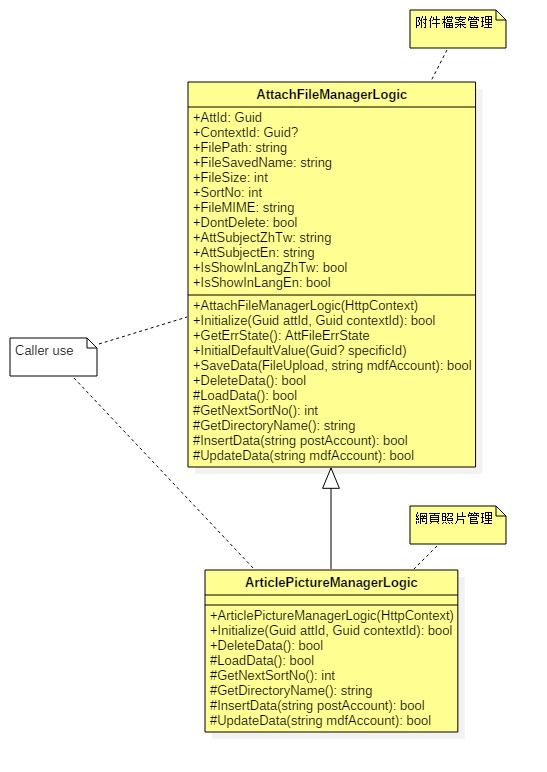 附件檔案管理
AttachFileManagerLogic
+AttId: Guid
+ContextId: Guid?
+FilePath: string
+FileSavedName: string
+FileSize: int
+SortNo: int
+FileMIME: string
+DontDelete: bool
+AttSubjectZhTw: string
+AttSubjectEn: string
+IsShowInLangZhTw: bool
+IsShowInLangEn: bool
+AttachFileManagerLogic(HttpContext)
+Initialize(Guid attId, Guid contextId): bool
+GetErrState(): AttFileErrState
+InitialDefaultValue(Guid? specificId)
+SaveData(FileUpload, string mdfAccount): bool
+DeleteData(): bool
#LoadData(): bool
#GetNextSortNo(): int
#GetDirectoryName(): string
#InsertData(string postAccount): bool
#UpdateData(string mdfAccount): bool
Caller use
網頁照片管理
ArticlePictureManagerLogic
+ArticlePictureManagerLogic(HttpContext)
+Initialize(Guid attId, Guid contextId): bool
+DeleteData(): bool
#LoadData(): bool
#GetNextSortNo(): int
#GetDirectoryName(): string
#InsertData(string postAccount): bool
#UpdateData(string mdfAccount): bool